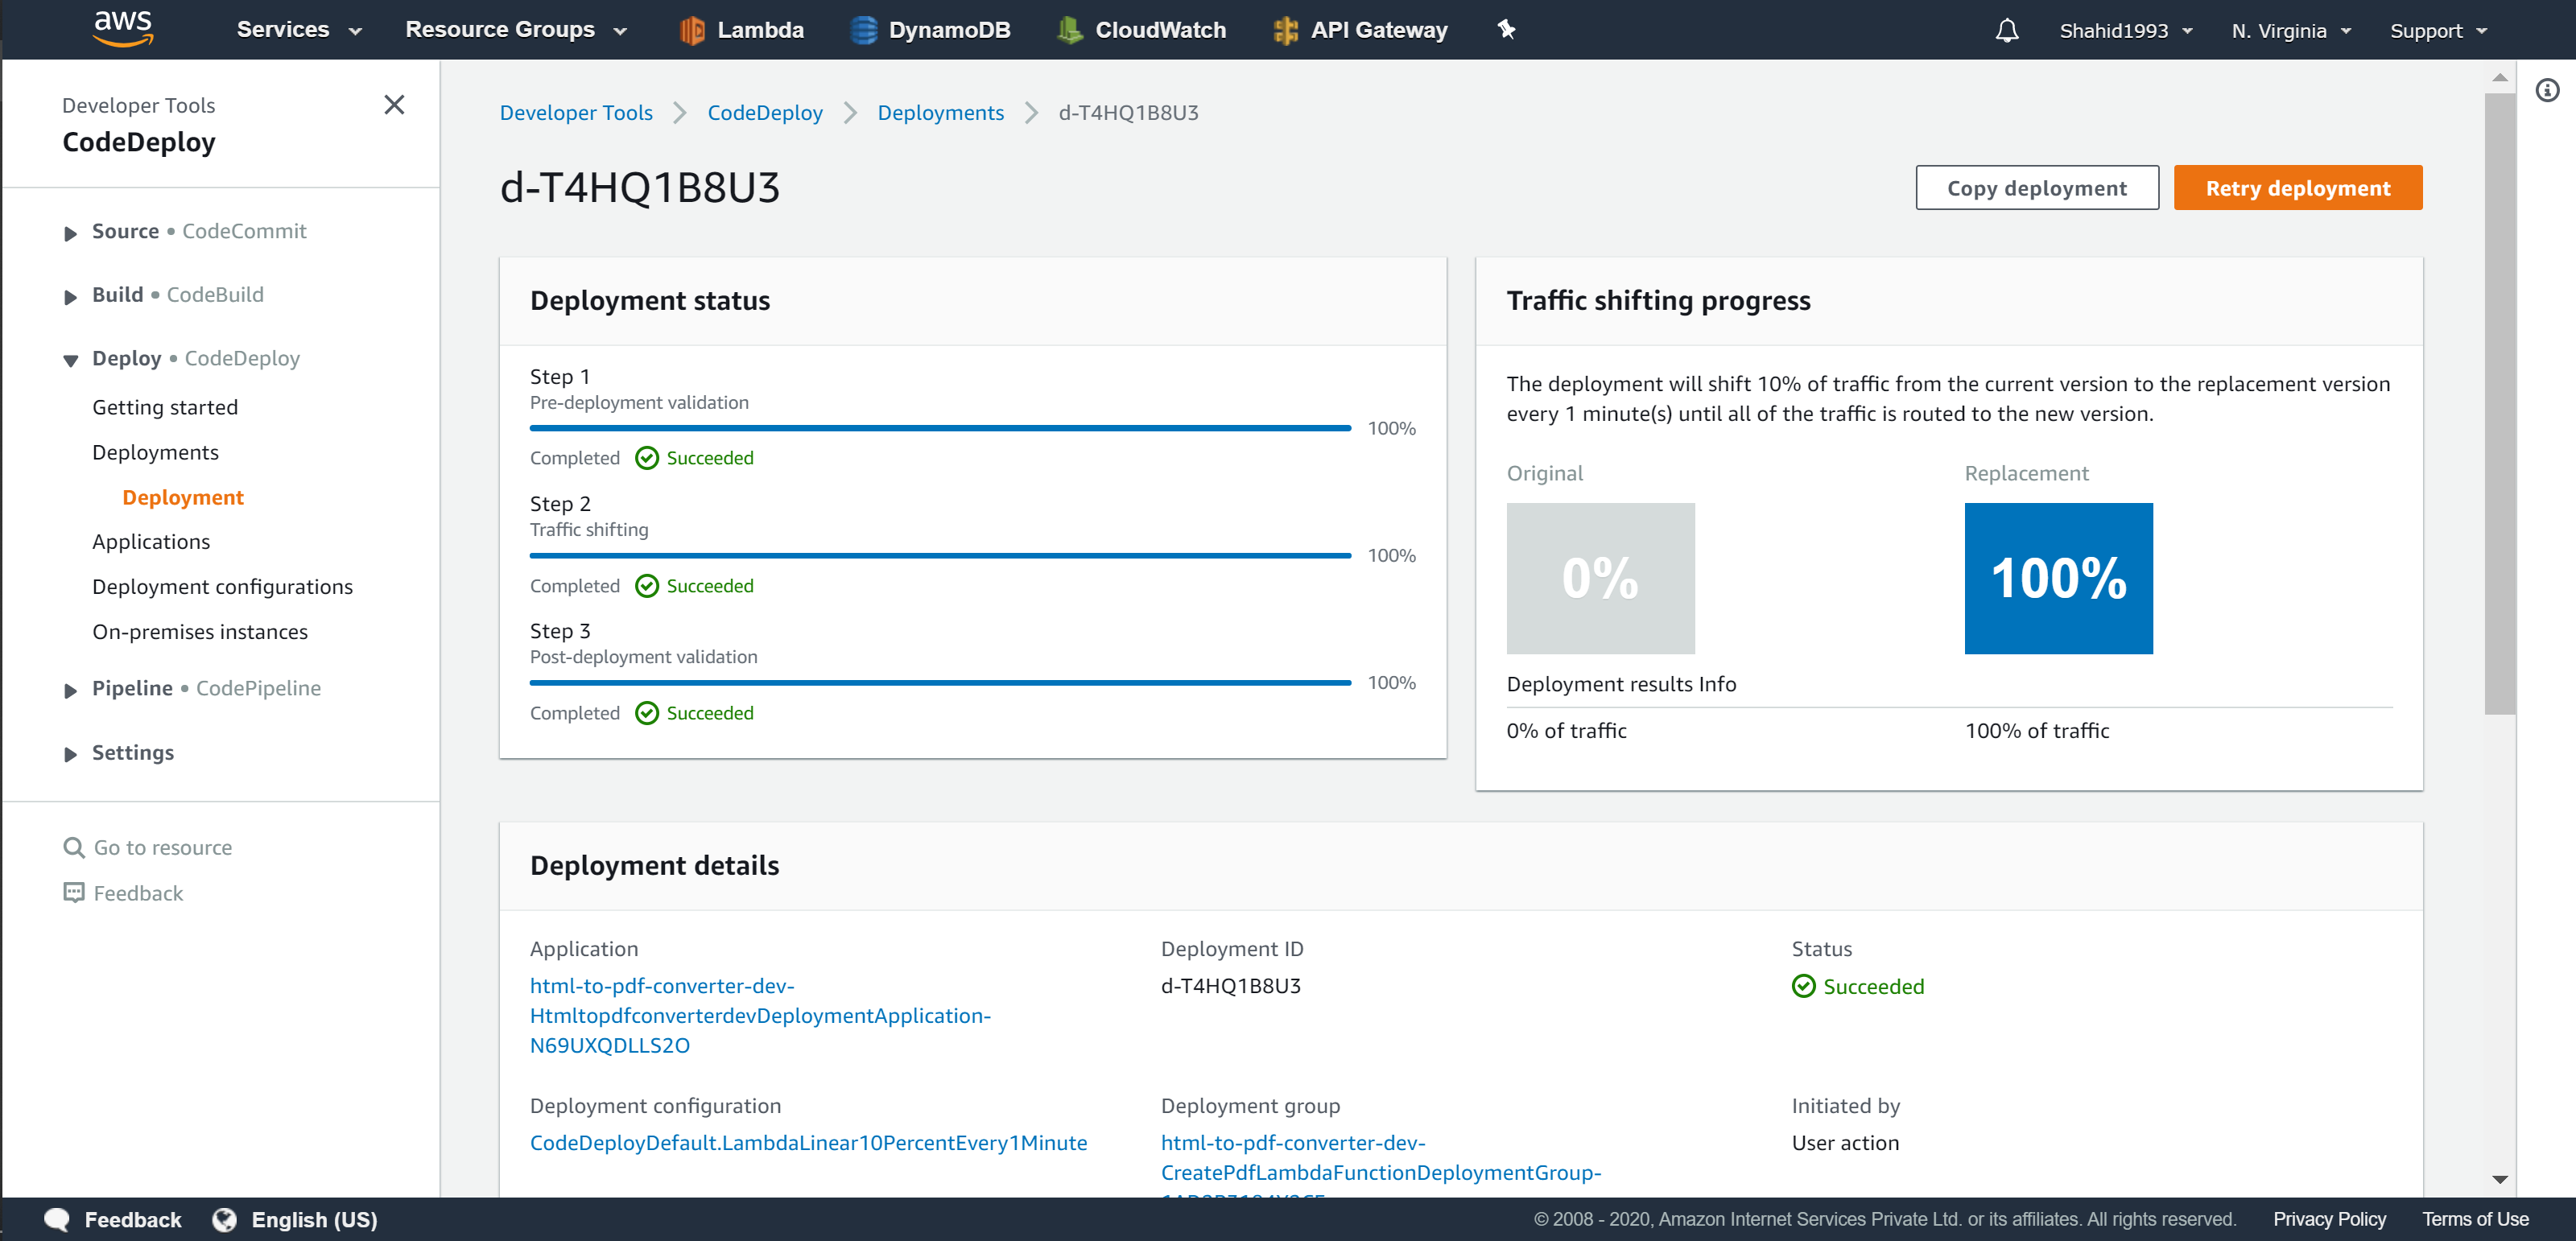 aws Services Resource Groups Lambda DynamoDB CloudWatch API Gateway Shahid1993 N. Virginia Support
Developer Tools
CodeDeploy
Source • CodeCommit
Build • CodeBuild
Deploy • CodeDeploy
Getting started
Deployments
Deployment
Applications
Deployment configurations
On-premises instances
Pipeline • CodePipeline
Settings
Go to resource
Feedback
Developer Tools CodeDeploy Deployments d-T4HQ1B8U3
d-T4HQ1B8U3
Copy deployment Retry deployment
Deployment status
Step 1
Pre-deployment validation
100%
Completed Succeeded
Step 2
Traffic shifting
100%
Completed Succeeded
Step 3
Post-deployment validation
100%
Completed Succeeded
Traffic shifting progress
The deployment will shift 10% of traffic from the current version to the replacement version
every 1 minute(s) until all of the traffic is routed to the new version.
Original Replacement
0% 100%
Deployment results Info
0% of traffic 100% of traffic
Deployment details
Application
html-to-pdf-converter-dev-
HtmltopdfconverterdevDeploymentApplication-
N69UXQDLLS2O
Deployment ID
d-T4HQ1B8U3
Status
Succeeded
Deployment configuration
CodeDeployDefault.LambdaLinear10PercentEvery1Minute
Deployment group
html-to-pdf-converter-dev-
CreatePdfLambdaFunctionDeploymentGroup-
Initiated by
User action
Feedback English (US) © 2008 - 2020, Amazon Internet Services Private Ltd. or its affiliates. All rights reserved. Privacy Policy Terms of Use